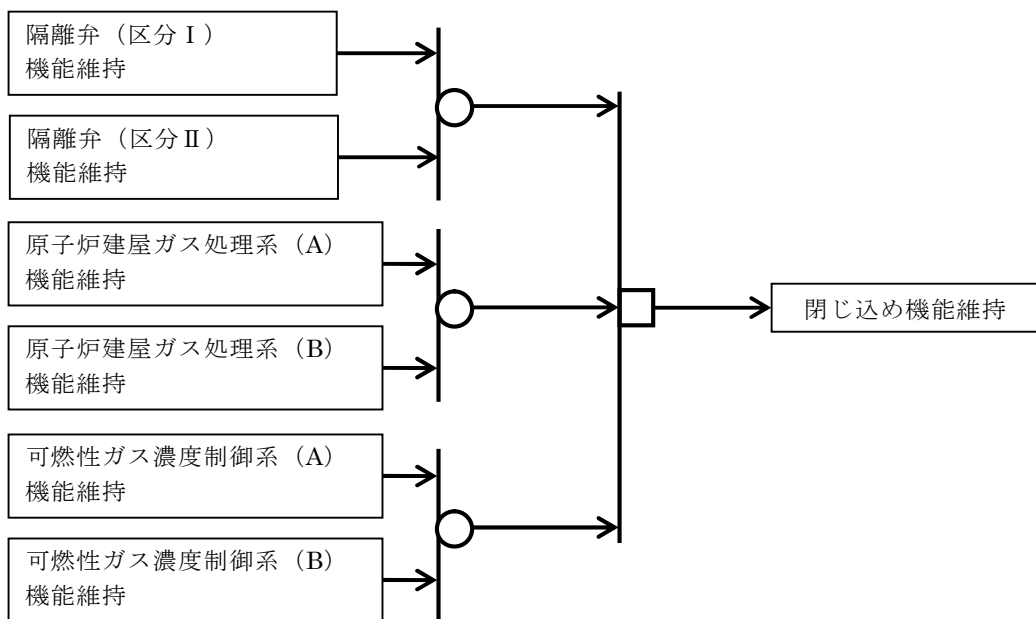 隔離弁（区分Ⅰ）
機能維持
隔離弁（区分Ⅱ）
機能維持
原子炉建屋ガス処理系（A）
機能維持
原子炉建屋ガス処理系（B）
機能維持
可燃性ガス濃度制御系（A）
機能維持
可燃性ガス濃度制御系（B）
機能維持
閉じ込め機能維持